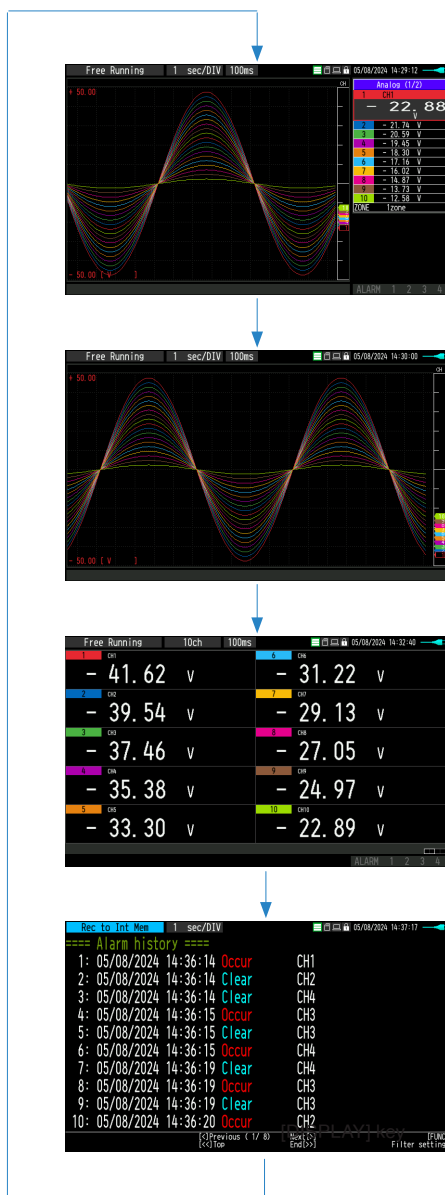 Free Running 1 sec/DIV 100ms 05/08/2024 14:29:12
CH
Analog (1/2)
+ 50.00
1 CH1
- 22.88
V
2 - 21.74 V
3 - 20.59 V
4 - 19.45 V
5 - 18.30 V
6 - 17.16 V
7 - 16.02 V
8 - 14.87 V
9 - 13.73 V
10 - 12.58 V
ZONE 1zone
- 50.00 [ V ]
ALARM 1 2 3 4
Free Running 1 sec/DIV 100ms 05/08/2024 14:30:00
CH
+ 50.00
- 50.00 [ V ]
Free Running 10ch 100ms 05/08/2024 14:32:40
1 CH1 6 CH6
- 41.62 V - 31.22 V
2 CH2 7 CH7
- 39.54 V - 29.13 V
3 CH3 8 CH8
- 37.46 V - 27.05 V
4 CH4 9 CH9
- 35.38 V - 24.97 V
5 CH5 10 CH10
- 33.30 V - 22.89 V
ALARM 1 2 3 4
Rec to Int Mem 1 sec/DIV 05/08/2024 14:37:17
==== Alarm history ====
1: 05/08/2024 14:36:14 Occur CH1
2: 05/08/2024 14:36:14 Clear CH2
3: 05/08/2024 14:36:14 Clear CH4
4: 05/08/2024 14:36:15 Occur CH3
5: 05/08/2024 14:36:15 Clear CH3
6: 05/08/2024 14:36:15 Occur CH4
7: 05/08/2024 14:36:19 Clear CH4
8: 05/08/2024 14:36:19 Occur CH3
9: 05/08/2024 14:36:19 Clear CH3
10: 05/08/2024 14:36:20 Occur CH2
[DISPLAY] key
[<]Previous ( 1/ 8) Next[>] [FUNC
[<<]Top End[>>] Filter setting